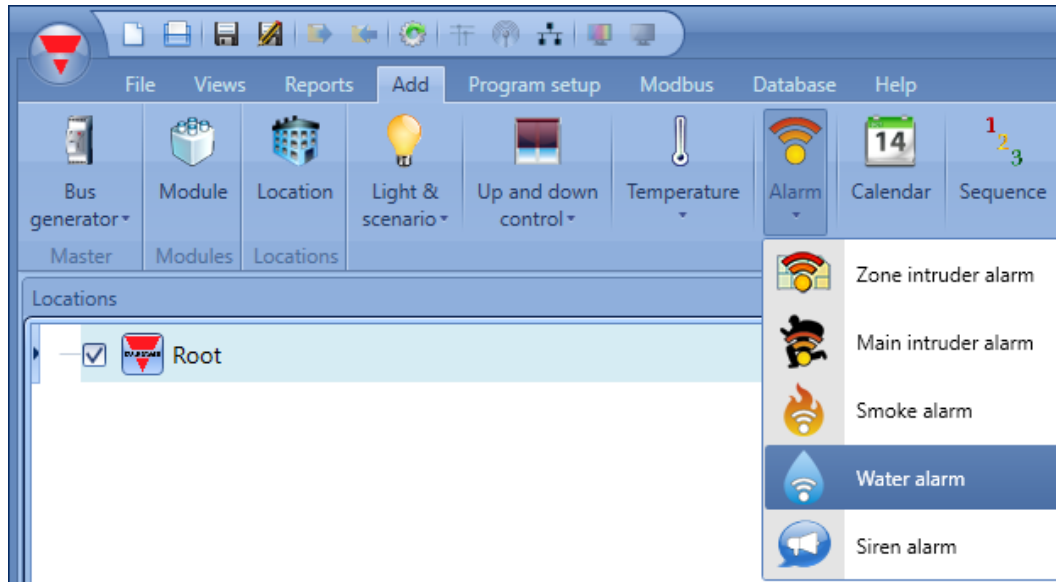 File Views Reports Add Program setup Modbus Database Help
Bus generator
Module
Location
Light & scenario
Up and down control
Temperature
Alarm
14
Calendar
1 2 3
Sequence
Master Modules Locations
Locations
Root
Zone intruder alarm
Main intruder alarm
Smoke alarm
Water alarm
Siren alarm